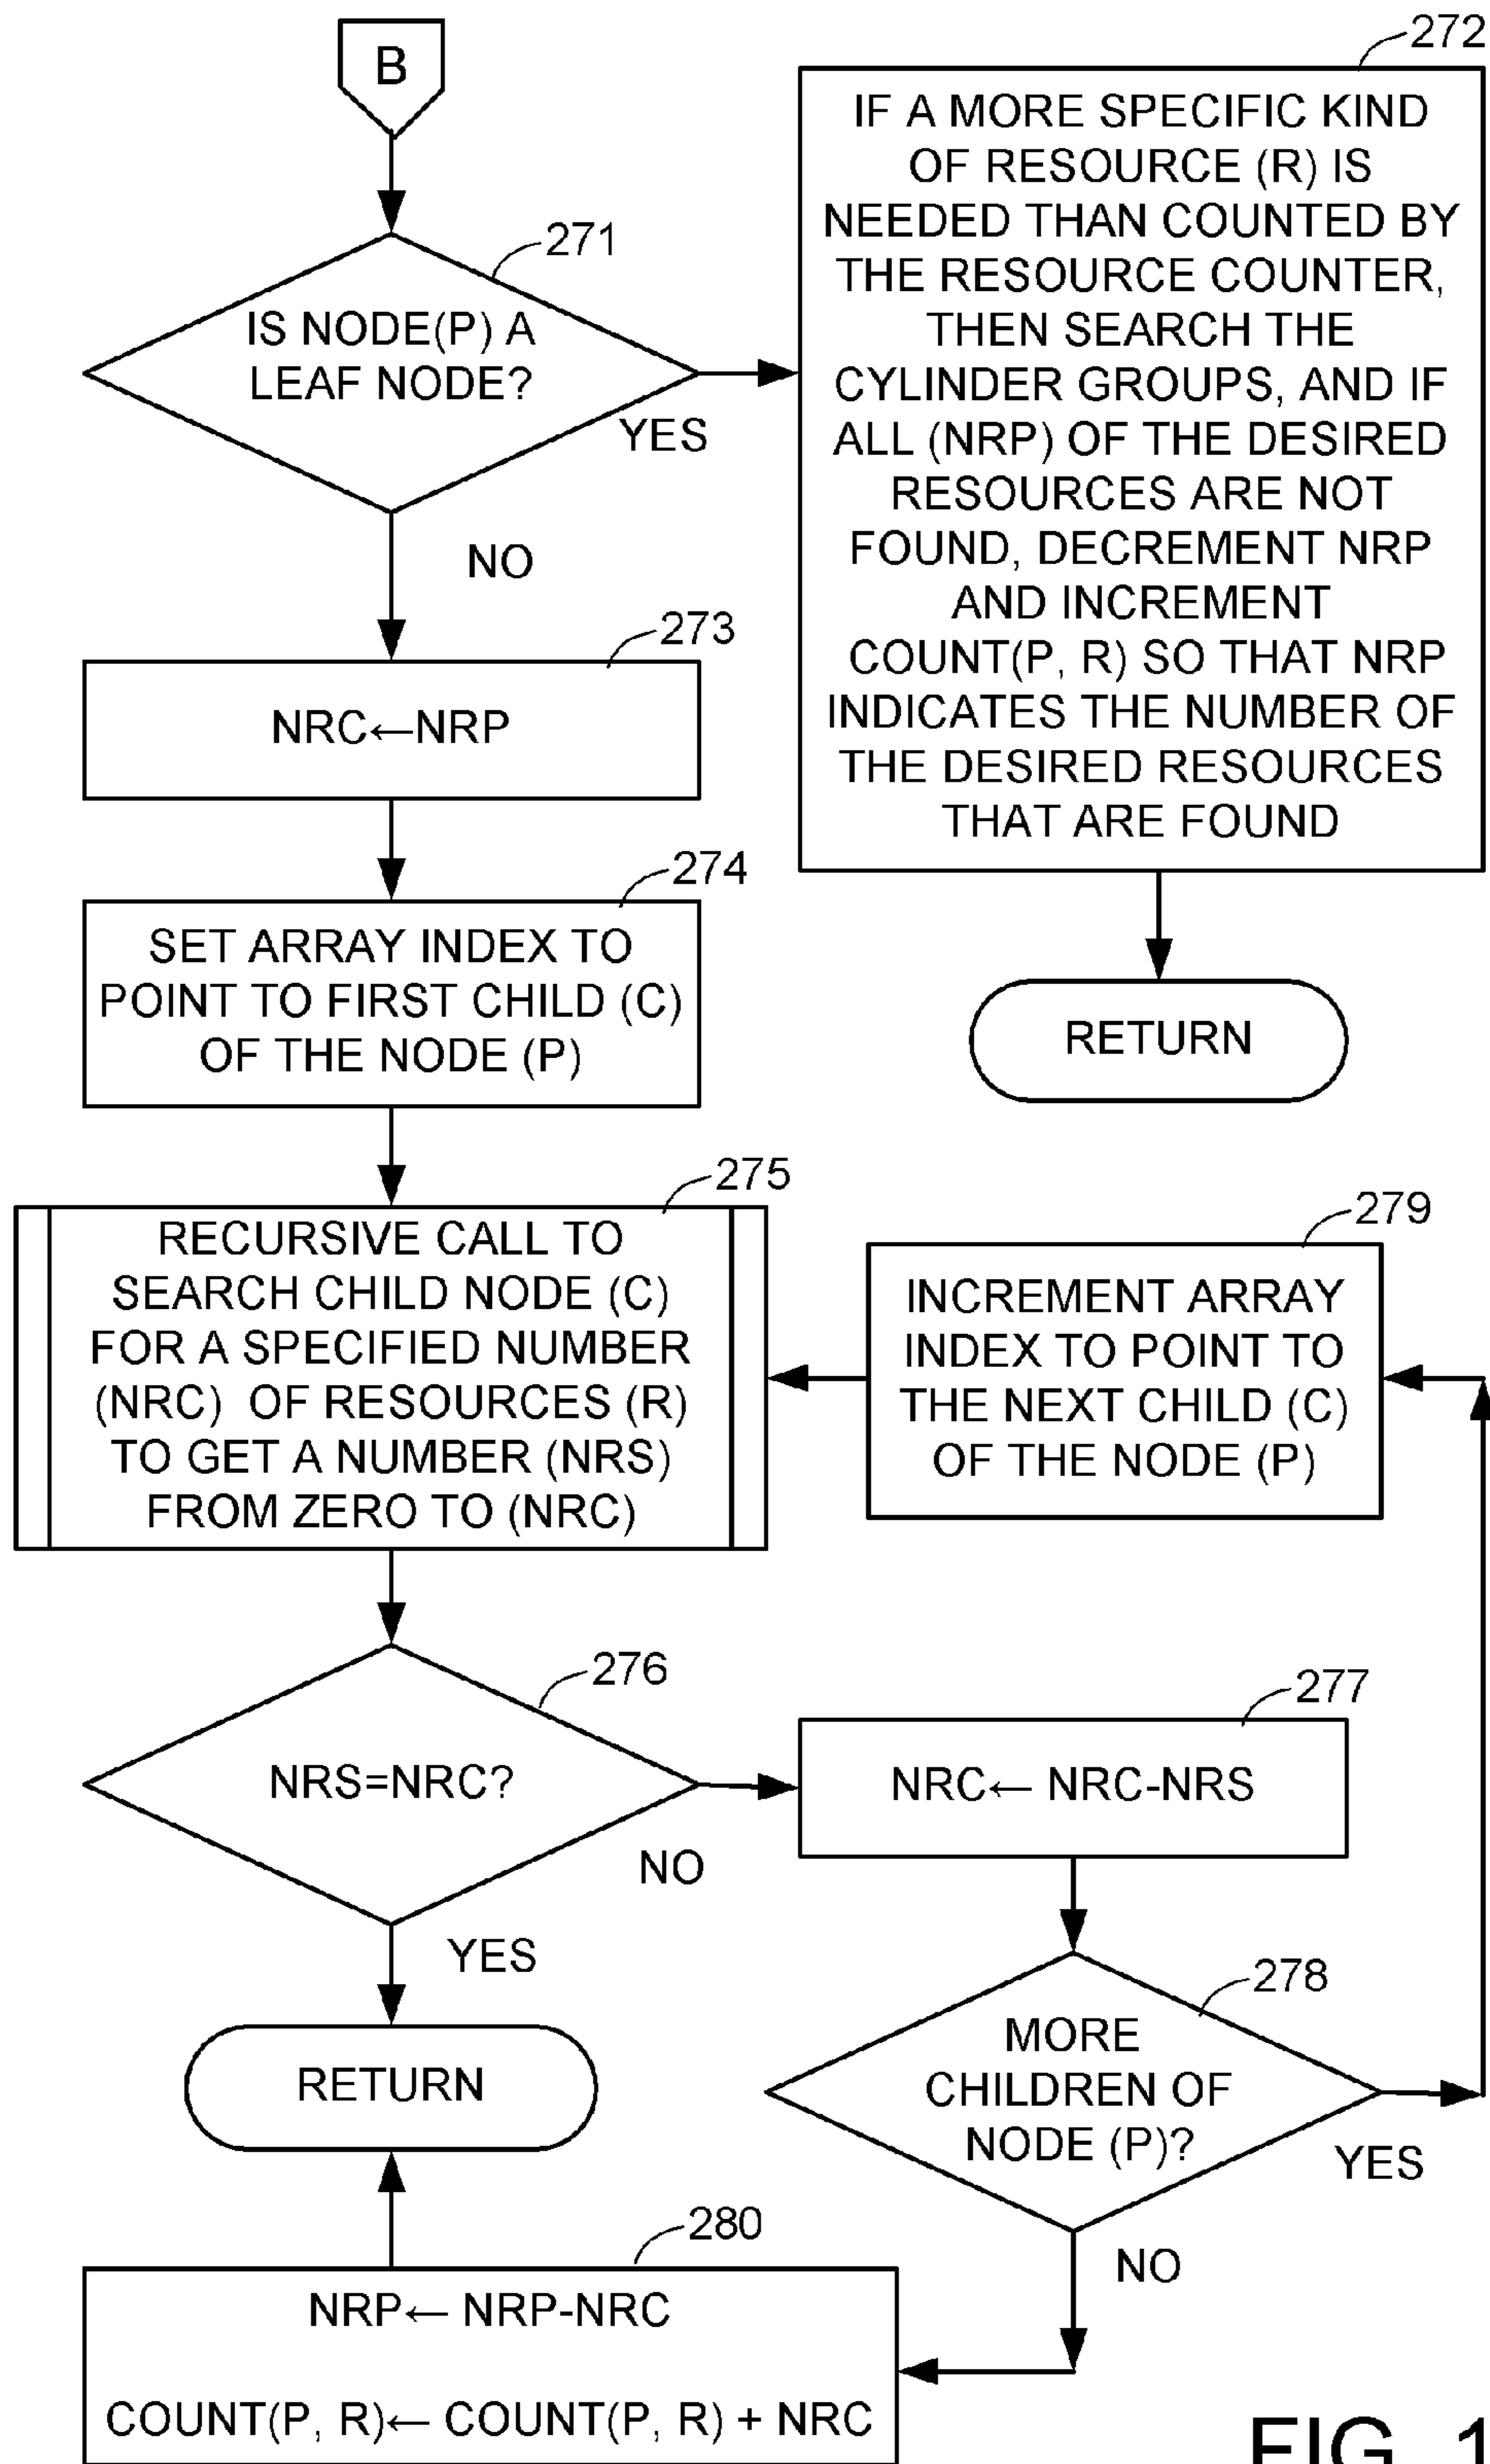 B
271
IS NODE(P) A
LEAF NODE?
YES
NO
272
IF A MORE SPECIFIC KIND
OF RESOURCE (R) IS
NEEDED THAN COUNTED BY
THE RESOURCE COUNTER,
THEN SEARCH THE
CYLINDER GROUPS, AND IF
ALL (NRP) OF THE DESIRED
RESOURCES ARE NOT
FOUND, DECREMENT NRP
AND INCREMENT
COUNT(P, R) SO THAT NRP
INDICATES THE NUMBER OF
THE DESIRED RESOURCES
THAT ARE FOUND
RETURN
273
NRC←NRP
274
SET ARRAY INDEX TO
POINT TO FIRST CHILD (C)
OF THE NODE (P)
275
RECURSIVE CALL TO
SEARCH CHILD NODE (C)
FOR A SPECIFIED NUMBER
(NRC) OF RESOURCES (R)
TO GET A NUMBER (NRS)
FROM ZERO TO (NRC)
279
INCREMENT ARRAY
INDEX TO POINT TO
THE NEXT CHILD (C)
OF THE NODE (P)
276
NRS=NRC?
NO
YES
277
NRC← NRC-NRS
278
MORE
CHILDREN OF
NODE (P)?
YES
NO
RETURN
280
NRP← NRP-NRC
COUNT(P, R)← COUNT(P, R) + NRC
FIG. 1